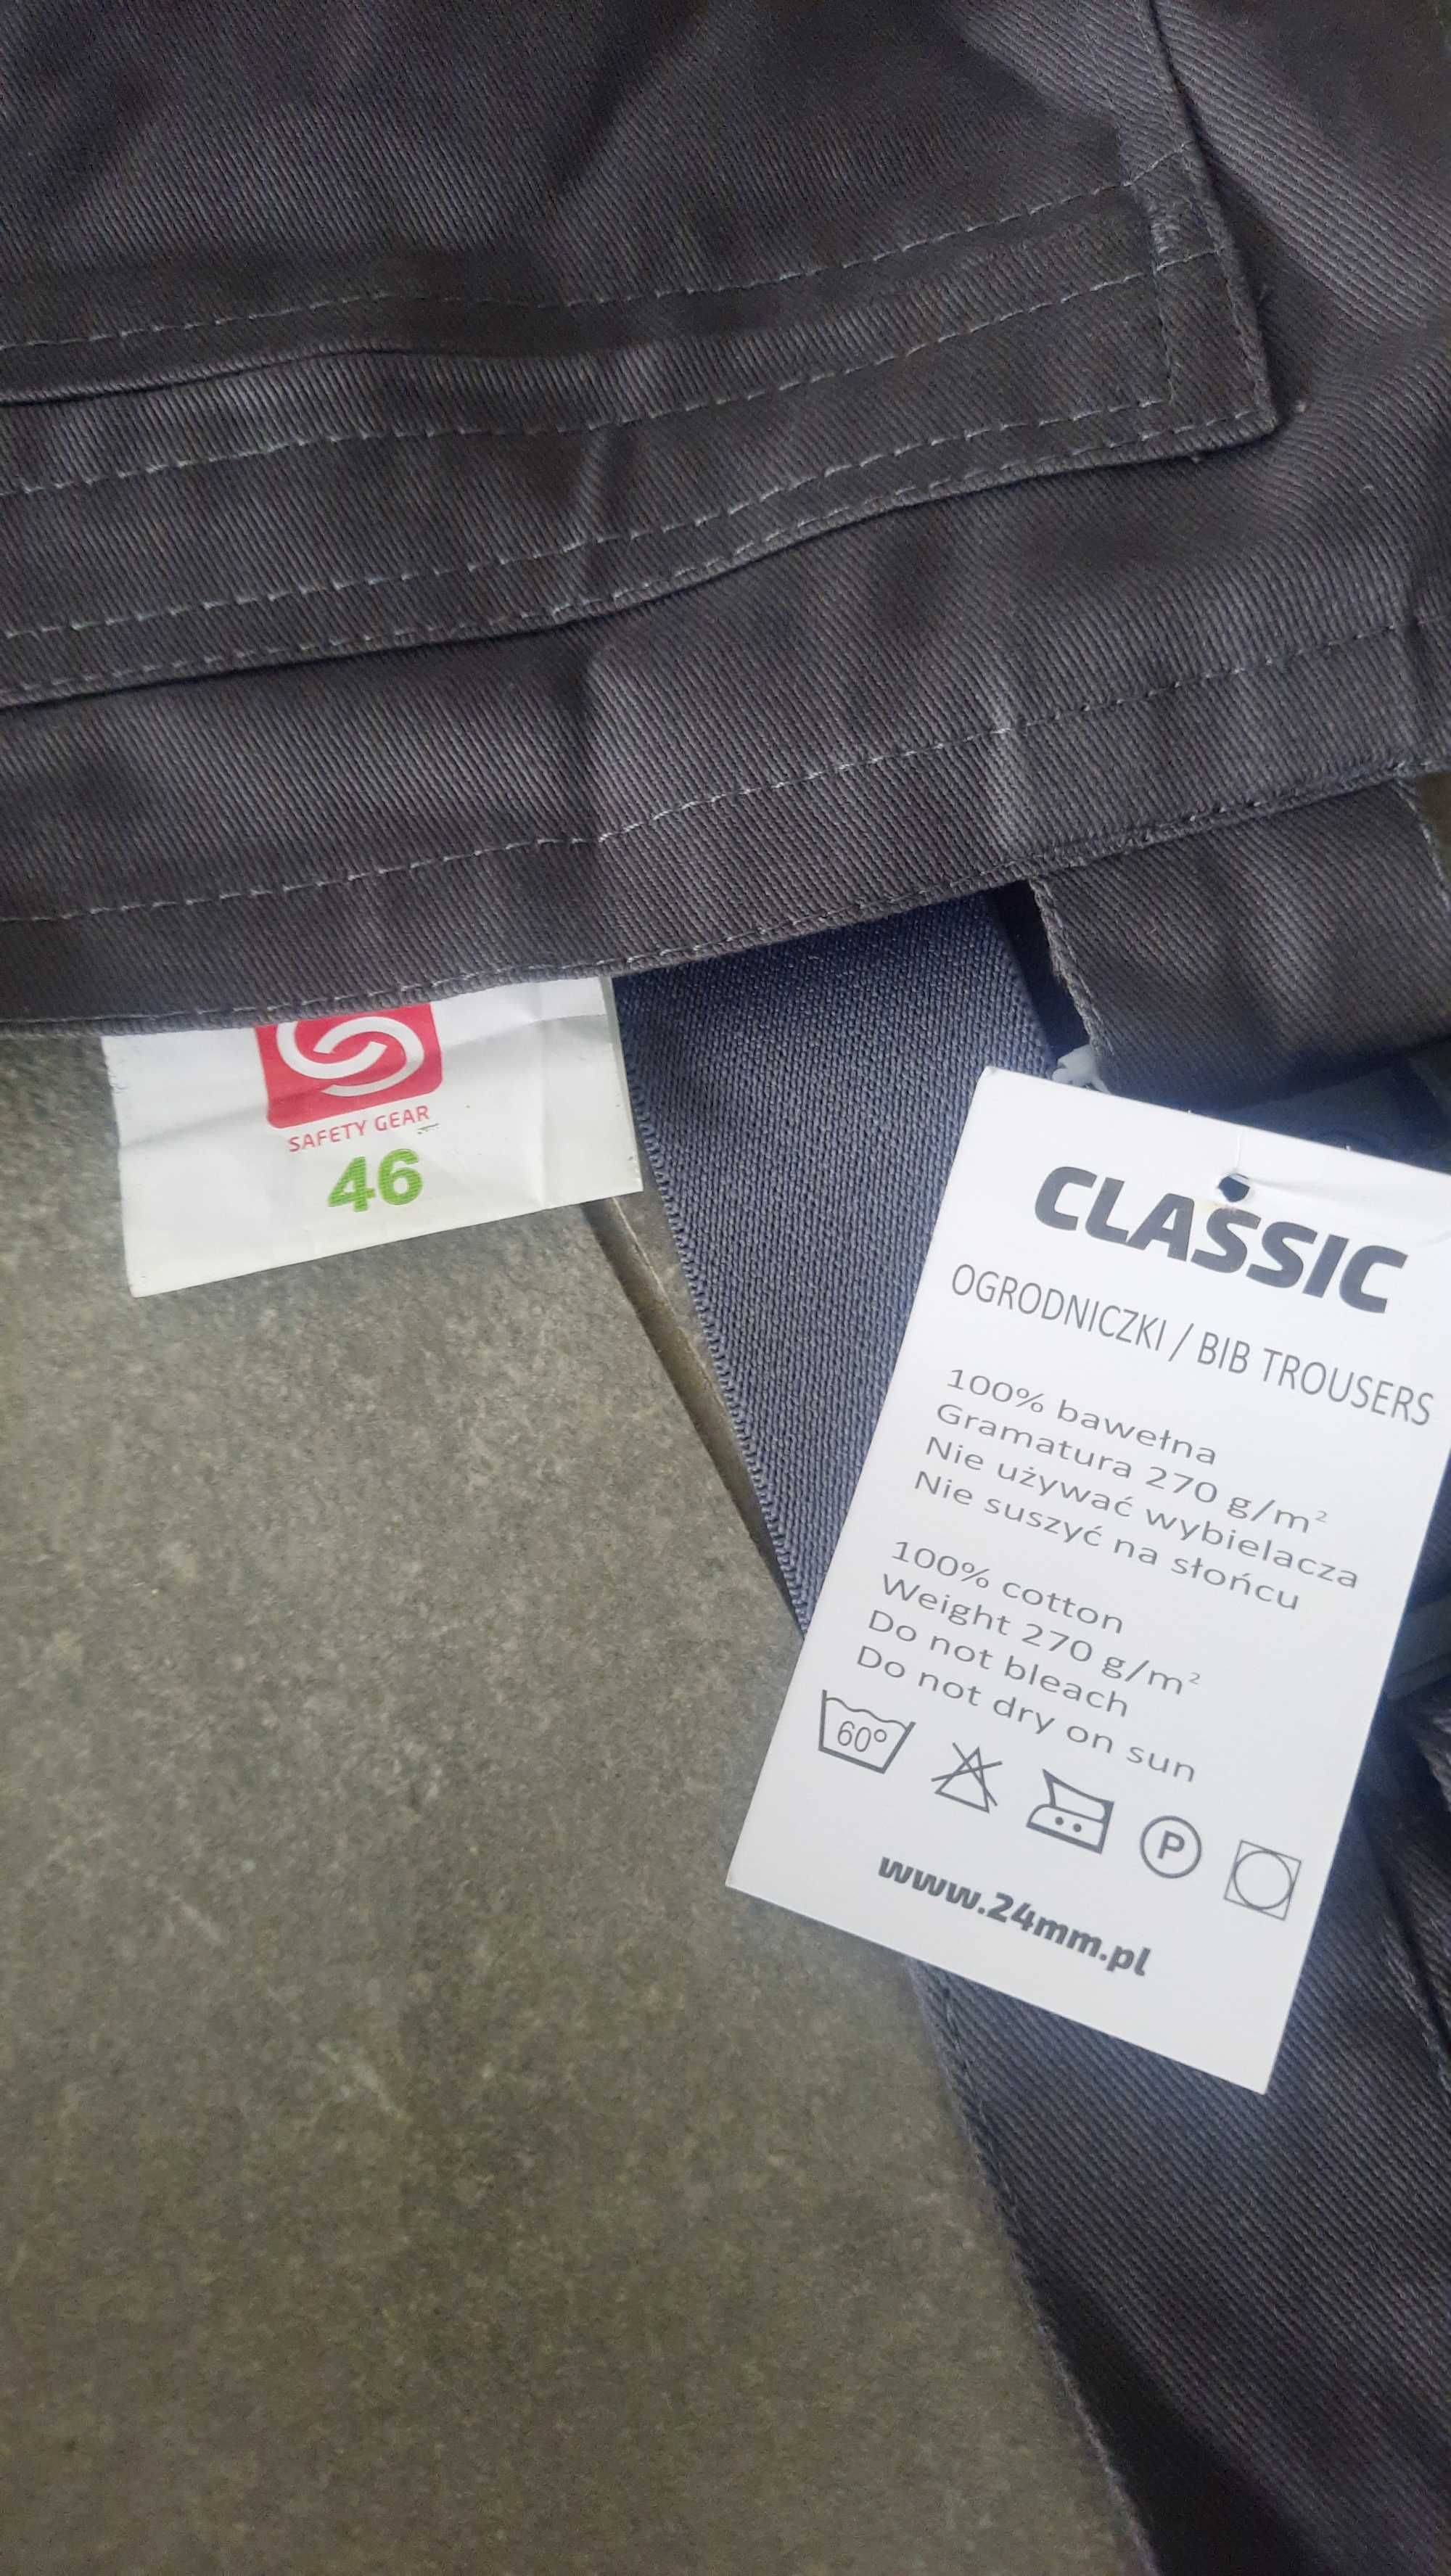 SAFETY GEAR
46
CLASSIC
OGRODNICZKI / BIB TROUSERS
100% bawełna
Gramatura 270 g/m²
Nie używać wybielacza
Nie suszyć na słońcu
100% cotton
Weight 270 g/m²
Do not bleach
Do not dry on sun
60°
P
www.24mm.pl